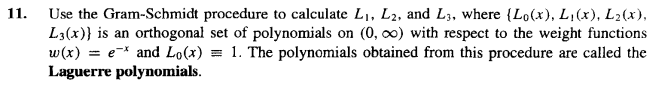 11. Use the Gram-Schmidt procedure to calculate L₁, L₂, and L₃, where {L₀(x), L₁(x), L₂(x),
L₃(x)} is an orthogonal set of polynomials on (0, ∞) with respect to the weight functions
w(x) = e⁻ˣ and L₀(x) ≡ 1. The polynomials obtained from this procedure are called the
Laguerre polynomials.